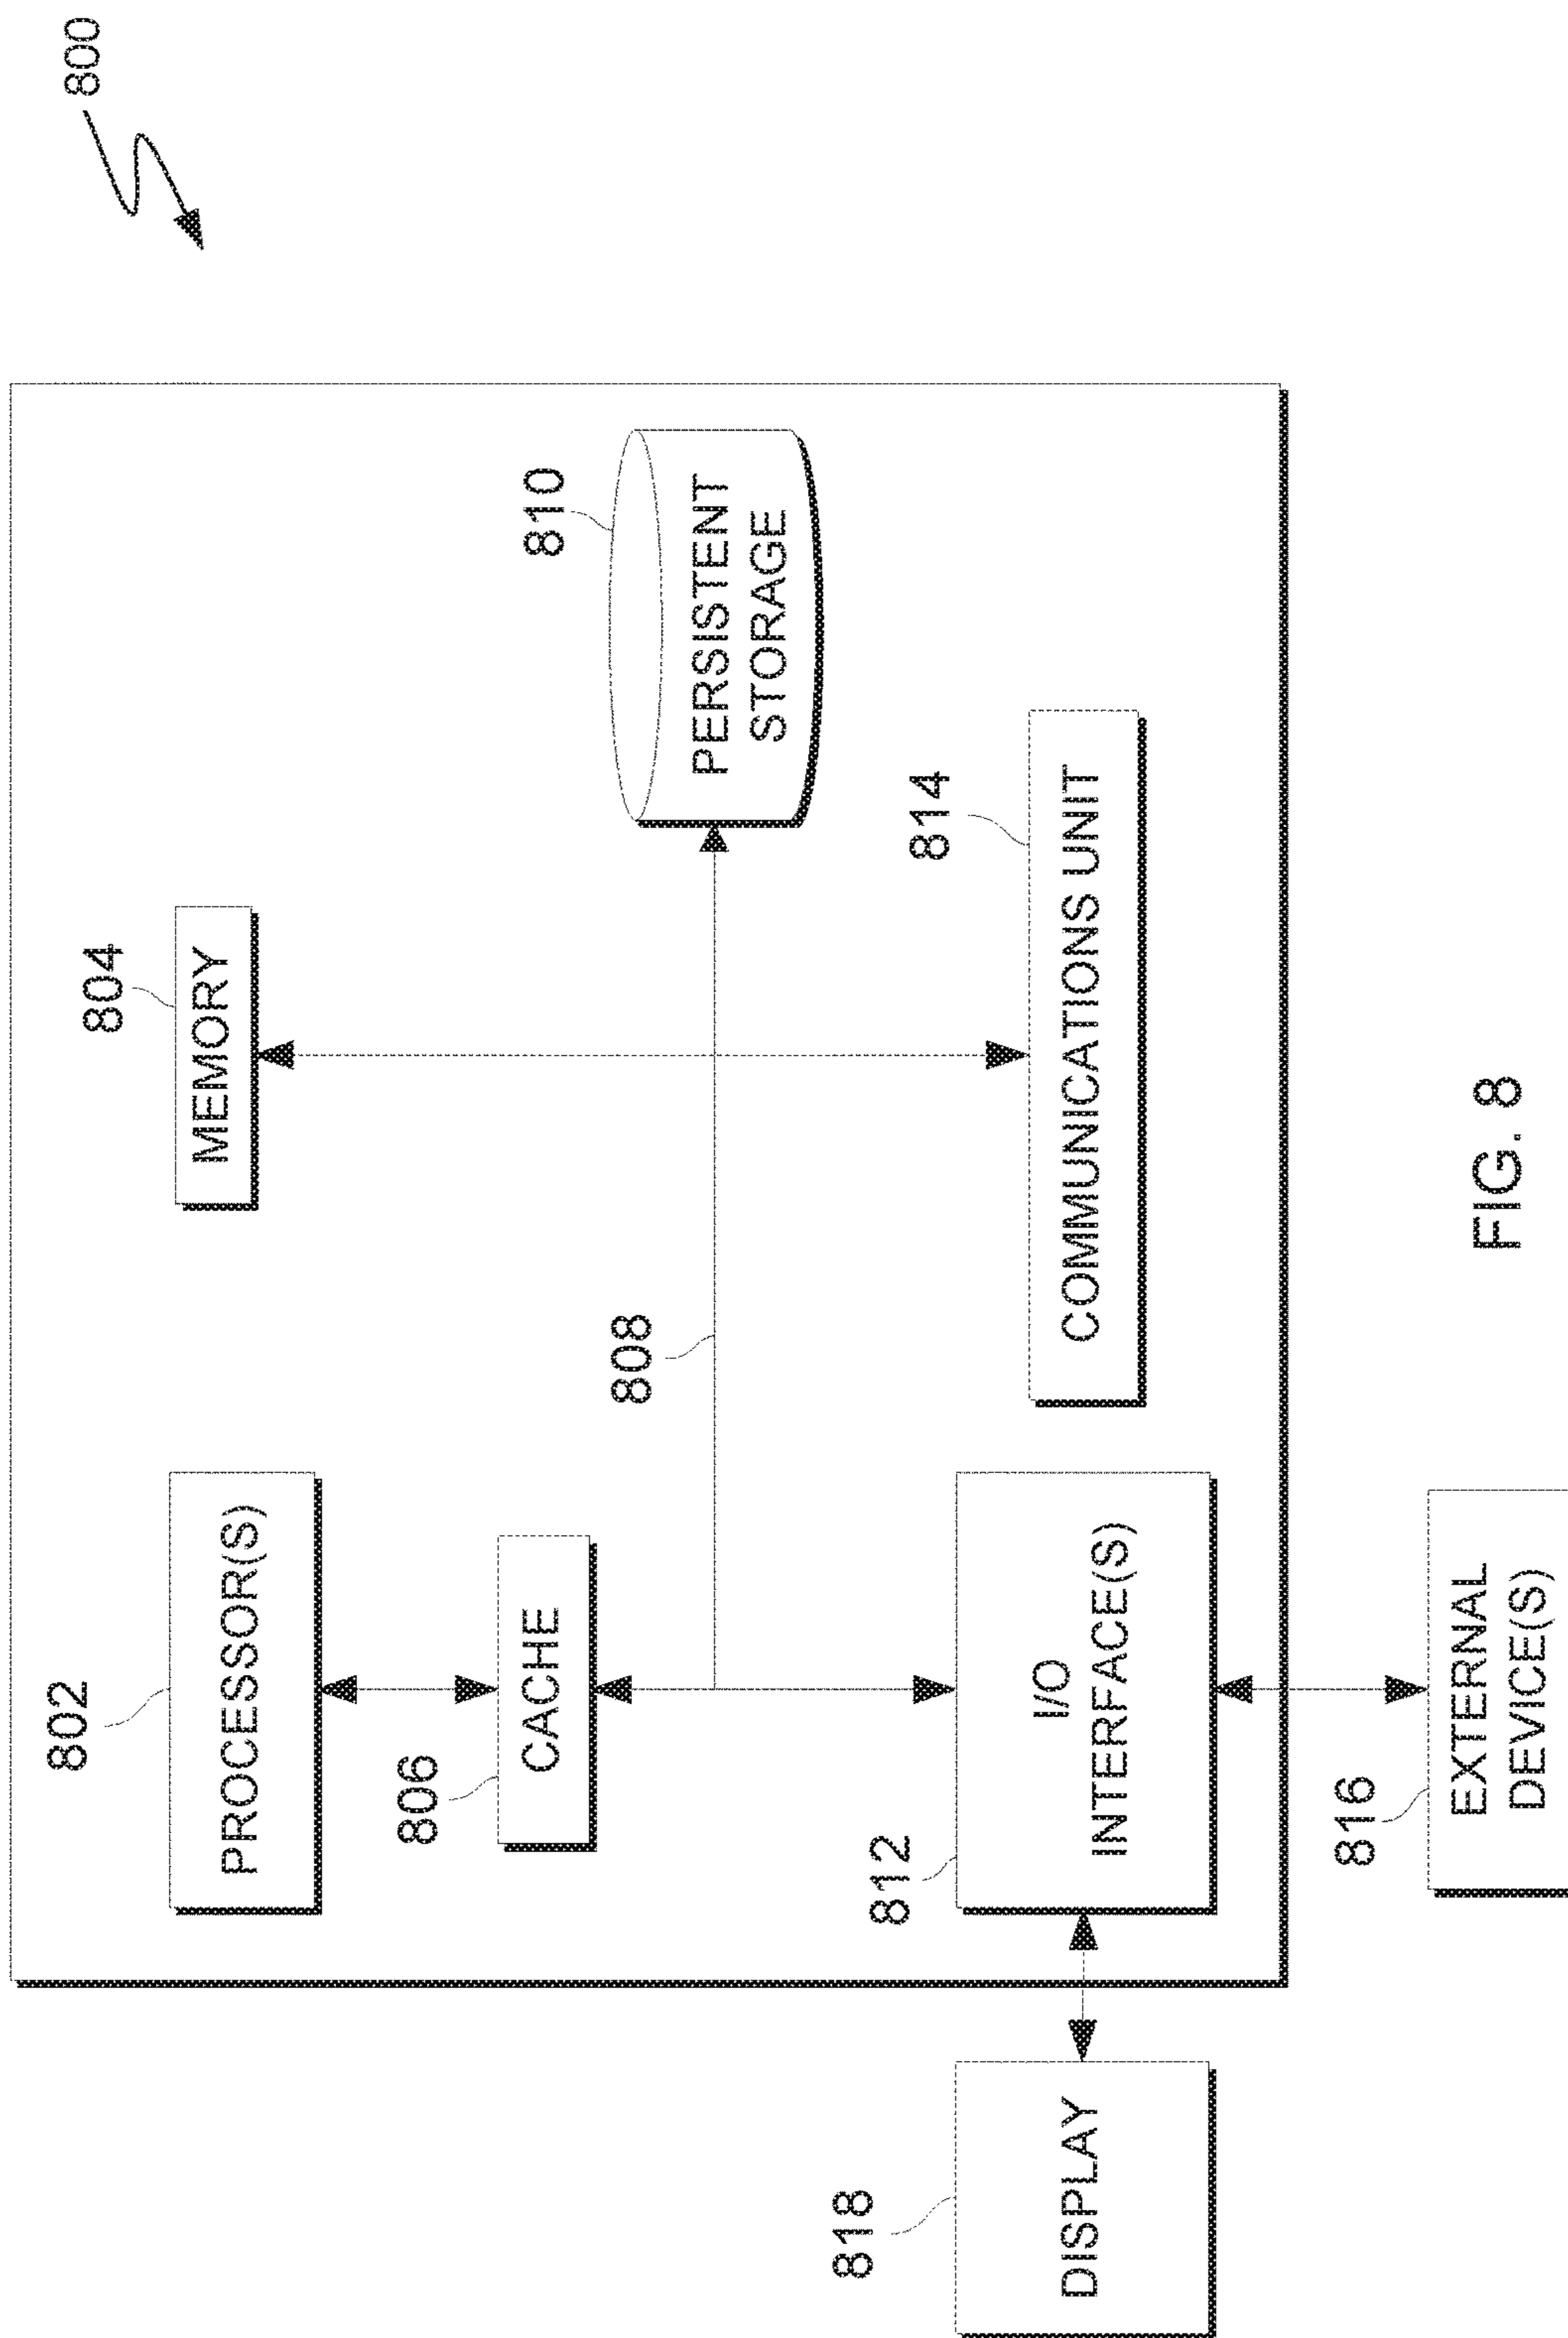 800
802
PROCESSOR(S)
804
MEMORY
806
CACHE
808
810
PERSISTENT
STORAGE
812
I/O
INTERFACE(S)
814
COMMUNICATIONS UNIT
818
DISPLAY
816
EXTERNAL
DEVICE(S)
FIG. 8